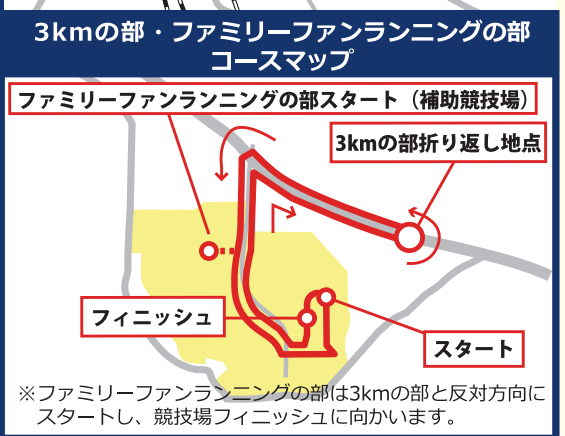 3kmの部・ファミリーファンランニングの部
コースマップ
ファミリーファンランニングの部スタート（補助競技場）
3kmの部折り返し地点
フィニッシュ
スタート
※ファミリーファンランニングの部は3kmの部と反対方向に
スタートし、競技場フィニッシュに向かいます。